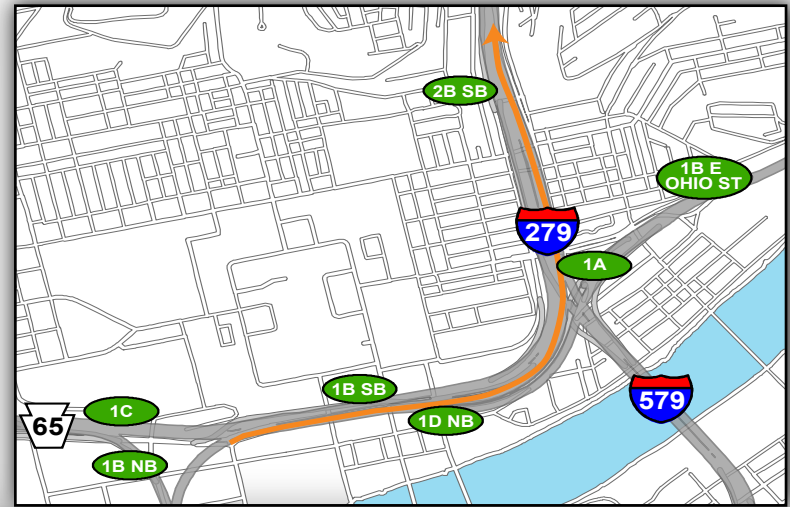 2B SB
1B E
OHIO ST
279
1A
1B SB
579
1C
1D NB
65
1B NB